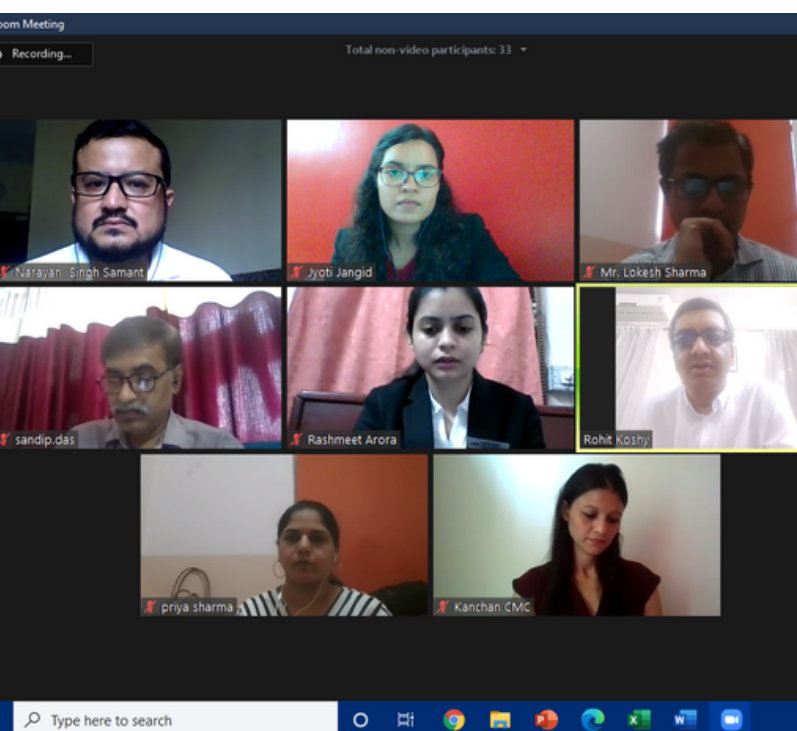 oom Meeting
Recording...
Total non-video participants: 33
Narayan Singh Samant
Jyoti Jangid
Mr. Lokesh Sharma
sandip.das
Rashmeet Arora
Rohit Koshy
priya sharma
Kanchan CMC
Type here to search